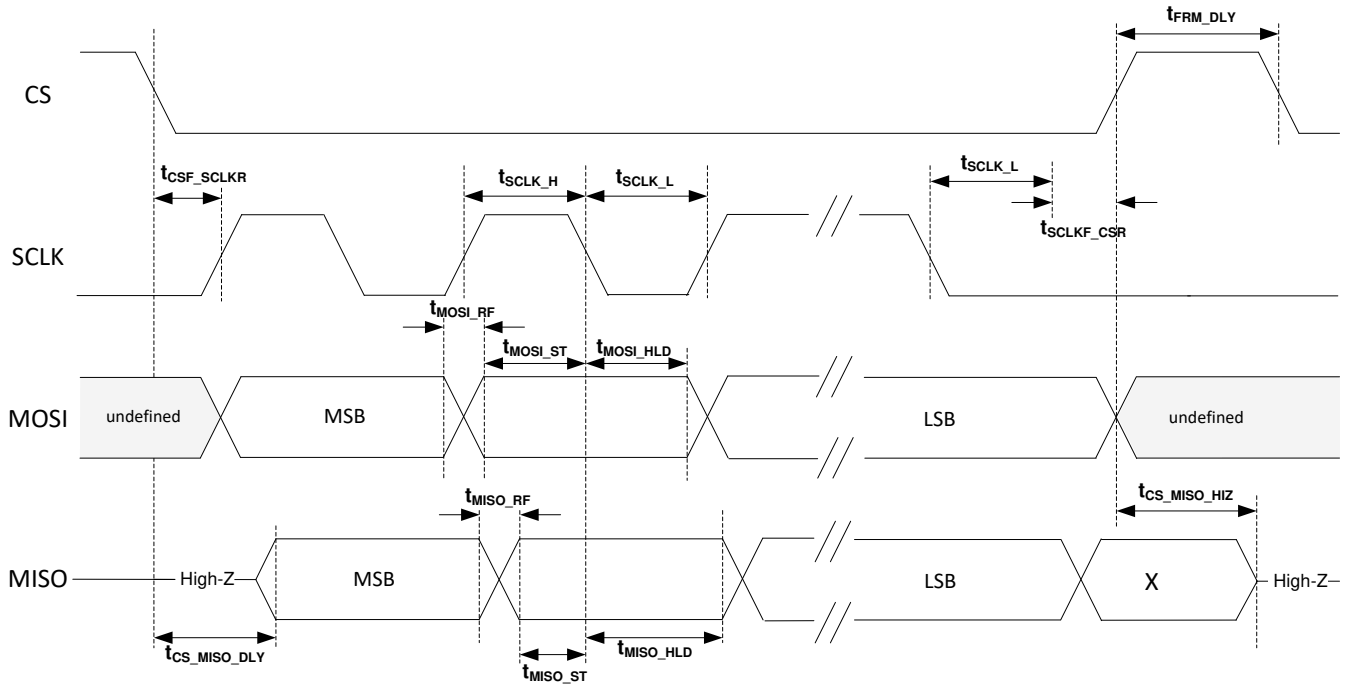 tFRM_DLY
CS
tCSF_SCLKR
tSCLK_H
tSCLK_L
tSCLK_L
tSCLKF_CSR
SCLK
tMOSI_RF
tMOSI_ST
tMOSI_HLD
MOSI
undefined
MSB
LSB
undefined
tMISO_RF
tCS_MISO_HIZ
MISO
High-Z
MSB
LSB
X
High-Z
tCS_MISO_DLY
tMISO_ST
tMISO_HLD